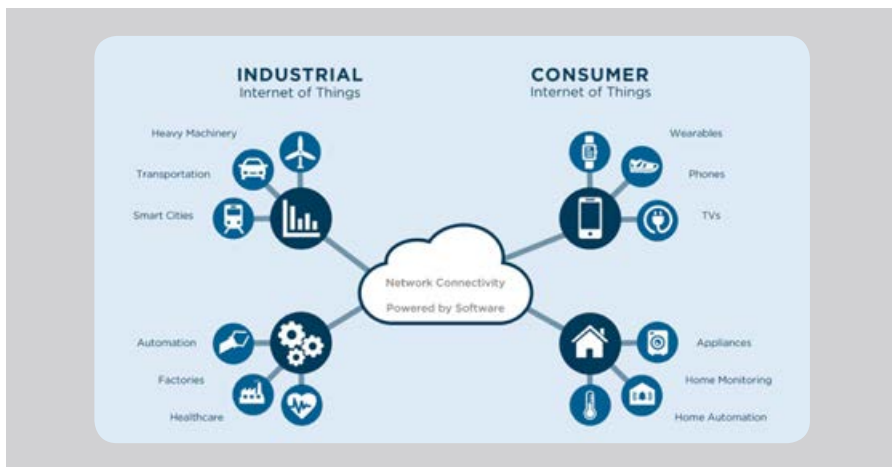 INDUSTRIAL
Internet of Things
CONSUMER
Internet of Things
Heavy Machinery
Transportation
Smart Cities
Wearables
Phones
TVs
Network Connectivity
Powered by Software
Automation
Factories
Healthcare
Appliances
Home Monitoring
Home Automation